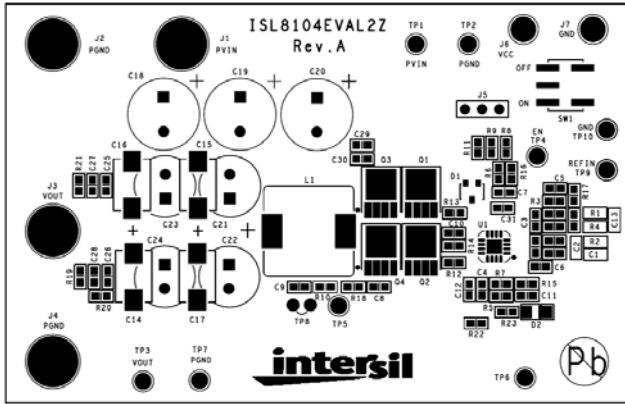 ISL8104EVAL2Z
Rev.A
J2
PGND
J1
PVIN
TP1
PVIN
TP2
PGND
J6
VCC
J7
GND
C18
C19
C20
OFF
ON
SW1
J5
GND
TP10
EN
TP4
REFIN
TP9
R21
C27
C25
C16
C15
C29
C30
Q3
Q1
R11
R9
R8
R6
R16
D1
C7
C31
C5
R17
R3
R1
R4
C13
C3
R2
C2
C1
C6
J3
VOUT
C23
C21
L1
R13
C10
R14
R12
U1
C24
C22
R19
C28
C26
R20
C14
C17
Q4
Q2
C9
R10
R18
C8
C12
C4
R7
R15
C11
R5
R23
D2
R22
TP8
TP5
J4
PGND
TP3
VOUT
TP7
PGND
intersil
TP6
Pb